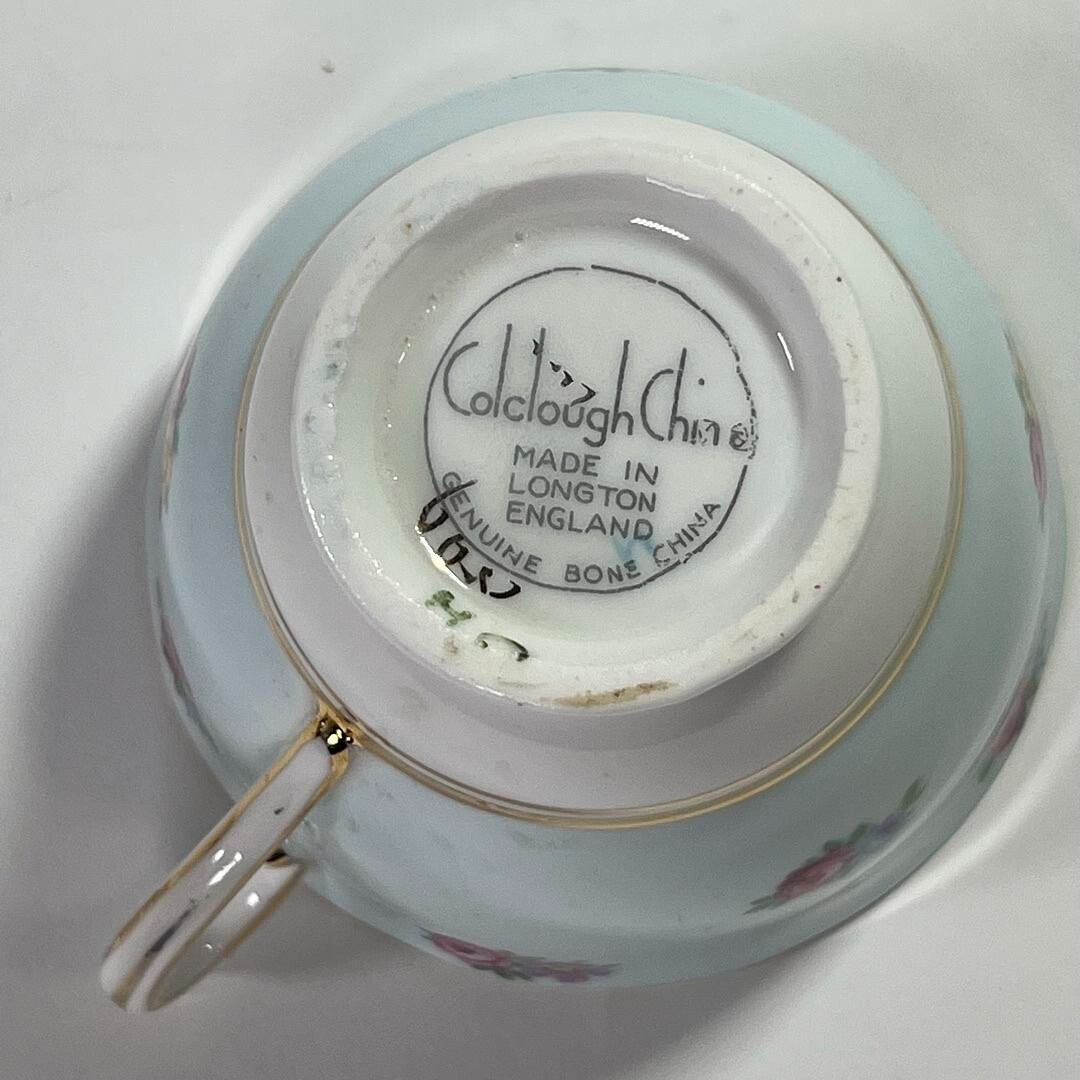 Colclough China
MADE IN
LONGTON
ENGLAND
GENUINE BONE CHINA